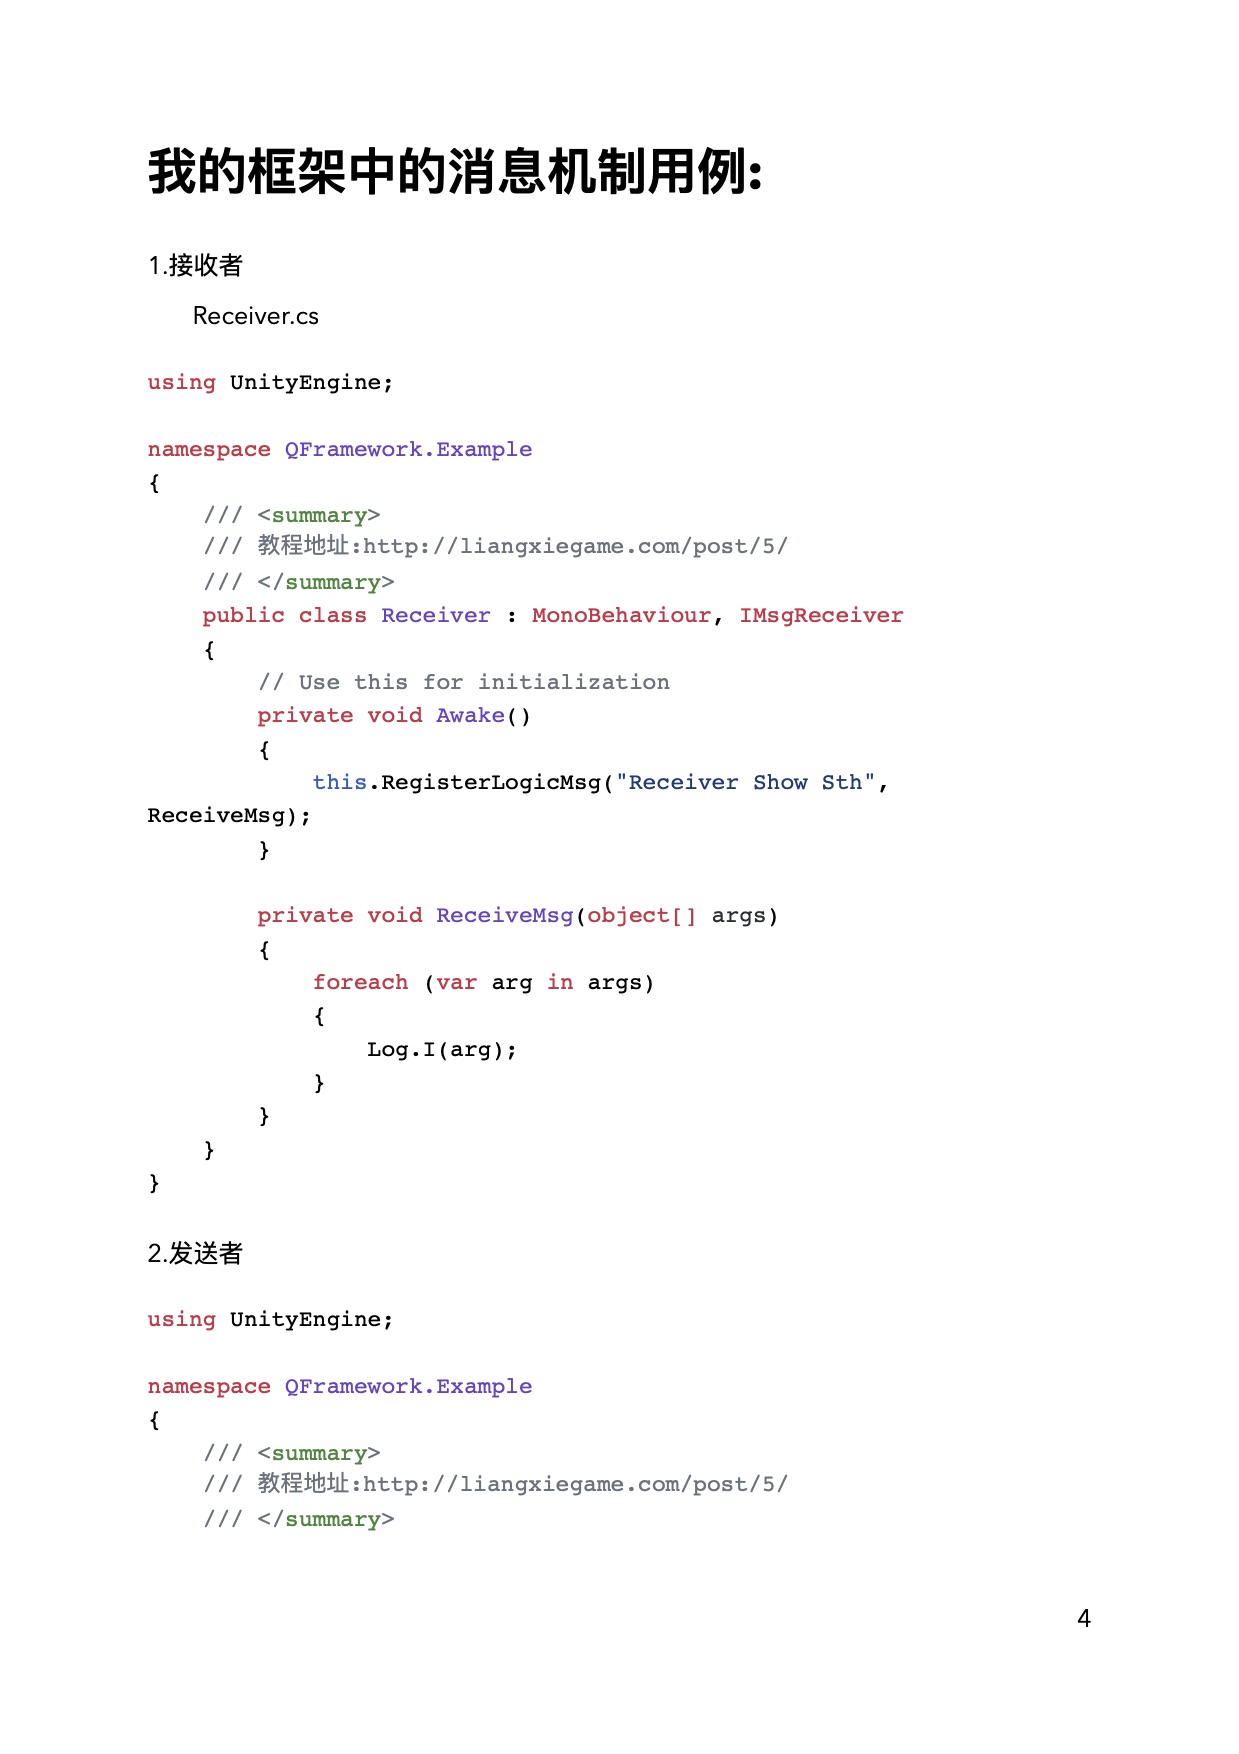 我的框架中的消息机制用例:
1.接收者
Receiver.cs
using UnityEngine;
namespace QFramework.Example
{
    /// <summary>
    /// 教程地址:http://liangxiegame.com/post/5/
    /// </summary>
    public class Receiver : MonoBehaviour, IMsgReceiver
    {
        // Use this for initialization
        private void Awake()
        {
            this.RegisterLogicMsg("Receiver Show Sth",
ReceiveMsg);
        }
        private void ReceiveMsg(object[] args)
        {
            foreach (var arg in args)
            {
                Log.I(arg);
            }
        }
    }
}
2.发送者
using UnityEngine;
namespace QFramework.Example
{
    /// <summary>
    /// 教程地址:http://liangxiegame.com/post/5/
    /// </summary>
4